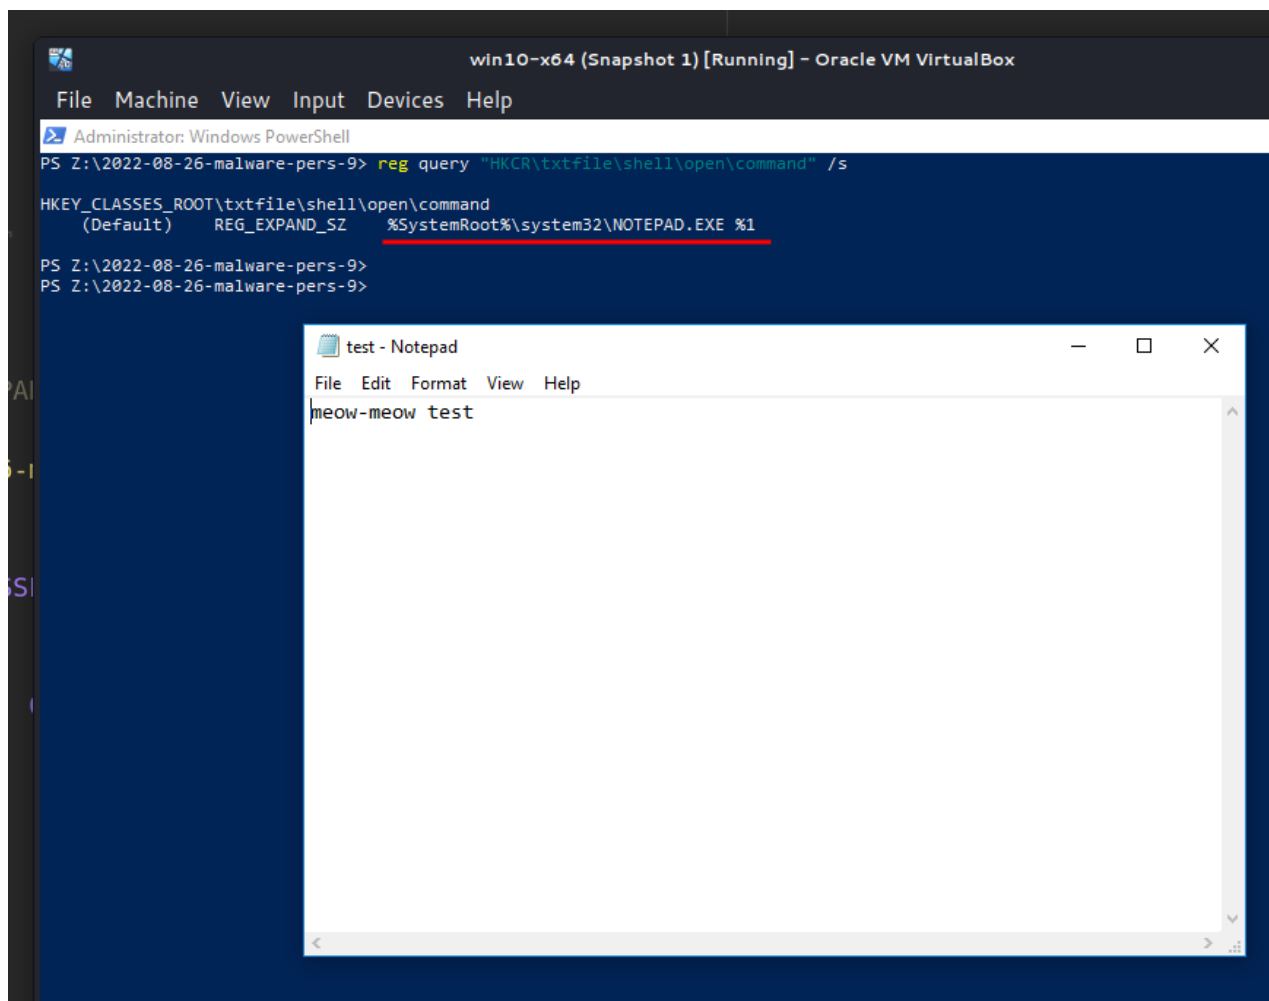 win10-x64 (Snapshot 1) [Running] - Oracle VM VirtualBox
File Machine View Input Devices Help
Administrator: Windows PowerShell
PS Z:\2022-08-26-malware-pers-9> reg query "HKCR\txtfile\shell\open\command" /s
HKEY_CLASSES_ROOT\txtfile\shell\open\command
(Default) REG_EXPAND_SZ %SystemRoot%\system32\NOTEPAD.EXE %1
PS Z:\2022-08-26-malware-pers-9>
PS Z:\2022-08-26-malware-pers-9>
test - Notepad
File Edit Format View Help
meow-meow test